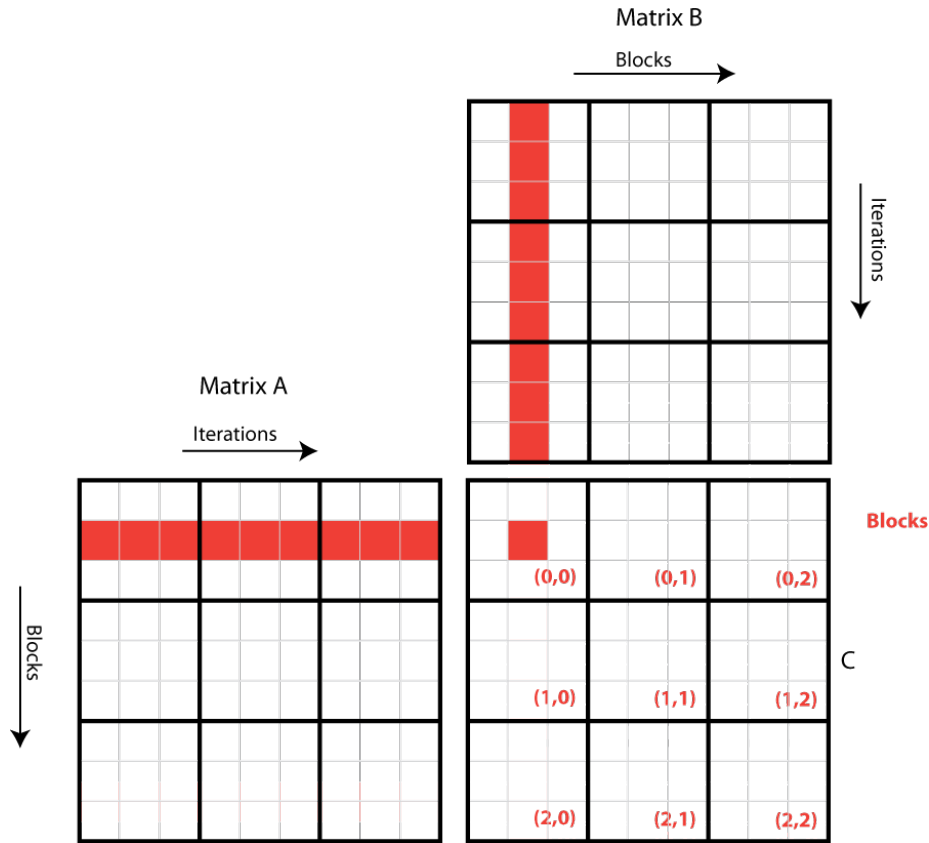 Matrix B
Blocks
Iterations
Matrix A
Iterations
Blocks
Blocks
(0,0)
(0,1)
(0,2)
C
(1,0)
(1,1)
(1,2)
(2,0)
(2,1)
(2,2)